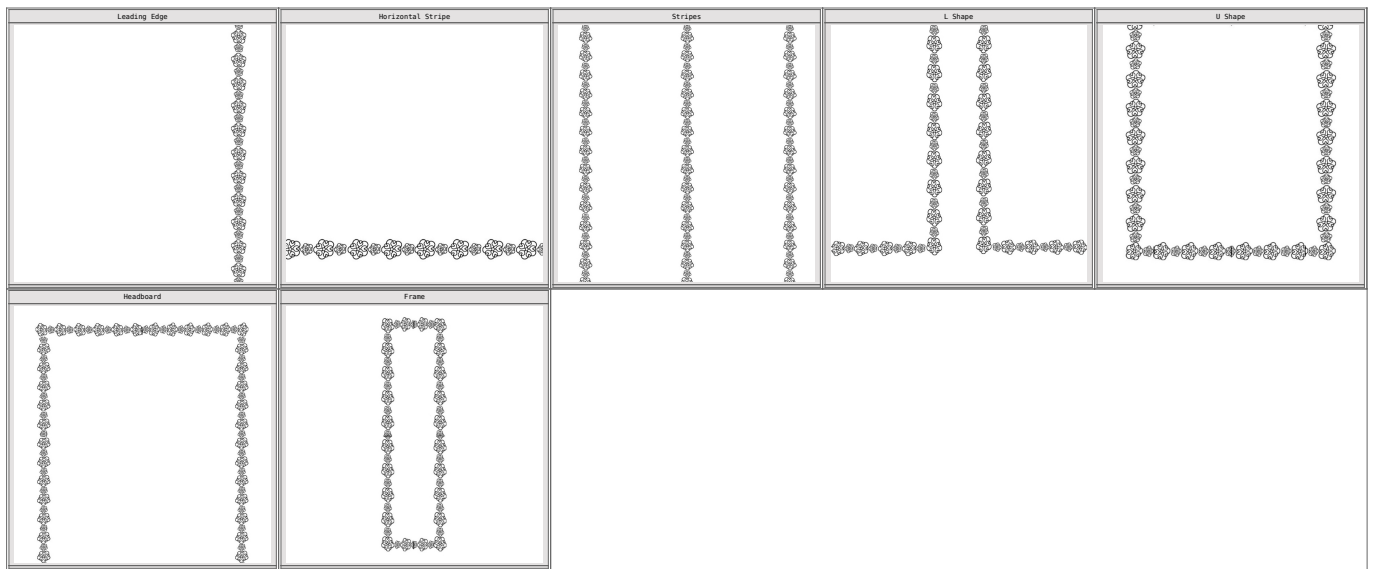 Leading Edge
Horizontal Stripe
Stripes
L Shape
U Shape
Headboard
Frame